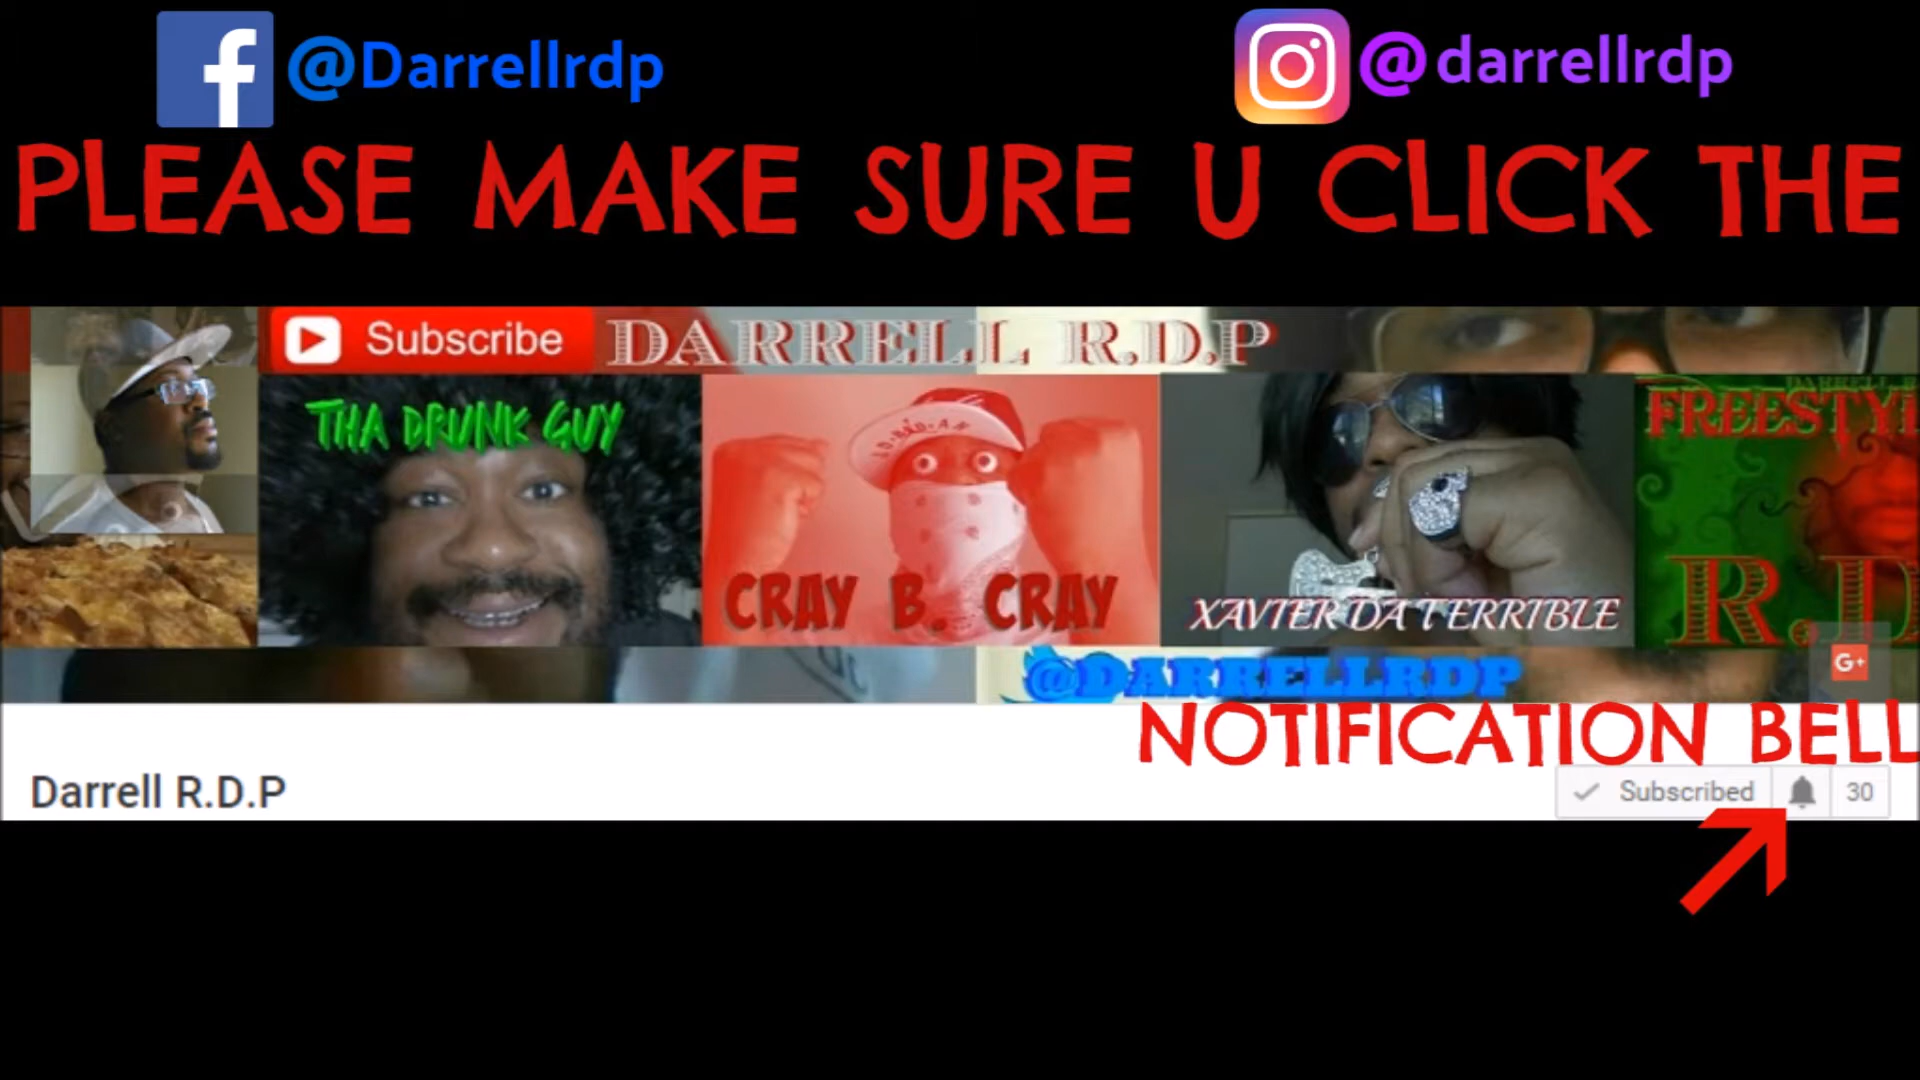 @Darrellrdp
@darrellrdp
PLEASE MAKE SURE U CLICK THE
Subscribe
DARRELL R.D.P
THA DRUNK GUY
CRAY B. CRAY
XAVIER DA TERRIBLE
FREESTYL
R.D
@DARRELLRDP
G+
NOTIFICATION BELL
Darrell R.D.P
Subscribed
30